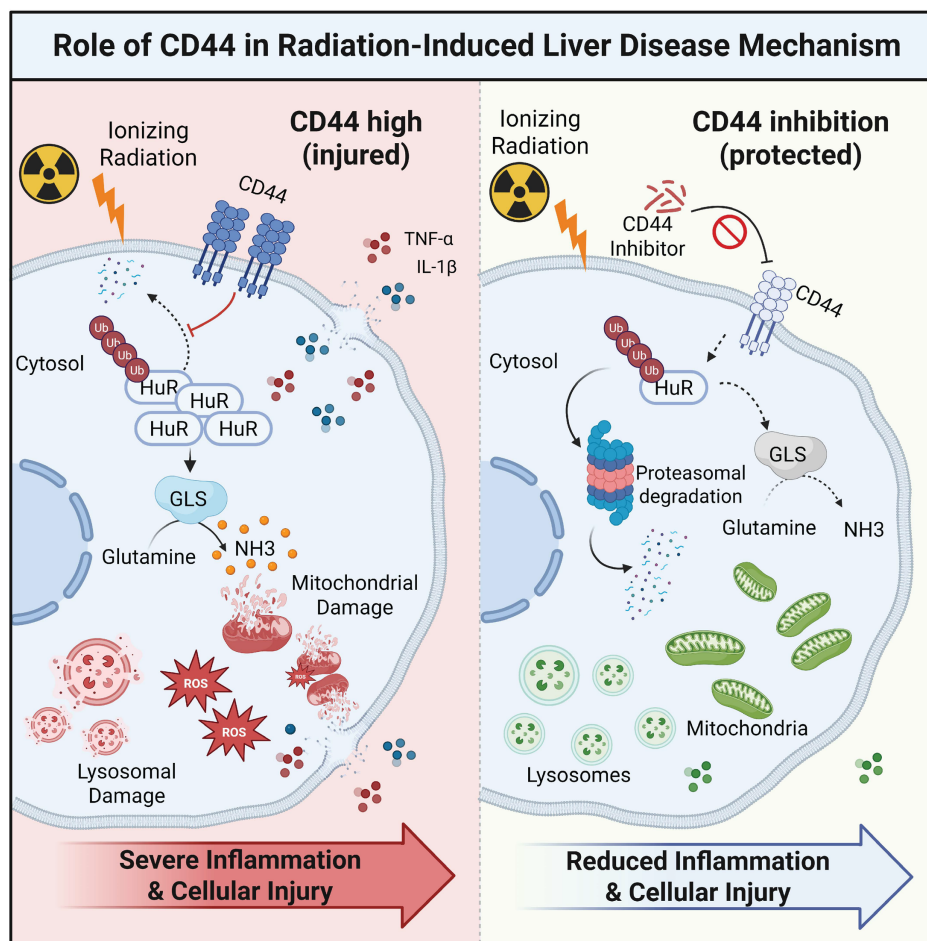 Role of CD44 in Radiation-Induced Liver Disease Mechanism
Ionizing
Radiation
CD44 high
(injured)
CD44
TNF-α
IL-1β
Ub
Ub
Ub
Ub
Cytosol
HuR
HuR
HuR
HuR
GLS
Glutamine
NH3
Mitochondrial
Damage
ROS
ROS
ROS
Lysosomal
Damage
Severe Inflammation
& Cellular Injury
Ionizing
Radiation
CD44 inhibition
(protected)
CD44
Inhibitor
CD44
Ub
Ub
Ub
Ub
Cytosol
HuR
GLS
Proteasomal
degradation
Glutamine
NH3
Mitochondria
Lysosomes
Reduced Inflammation
& Cellular Injury